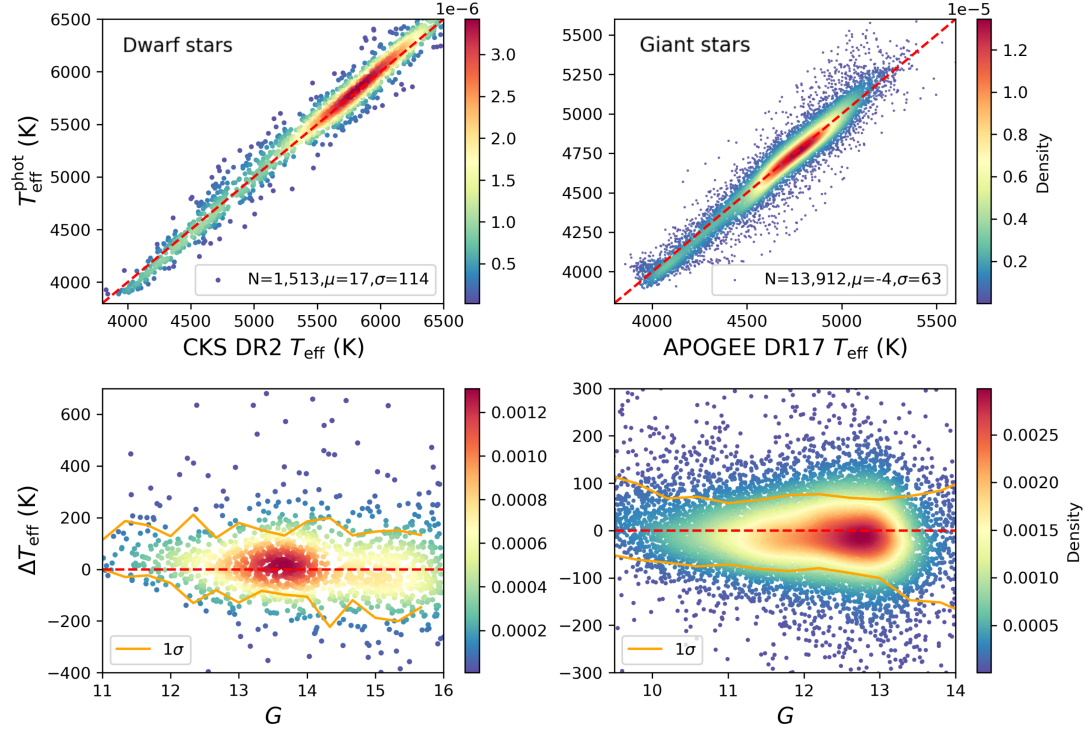 1e−6
1e−5
Dwarf stars
Giant stars
6500
6000
5500
5000
4500
4000
T_eff^phot (K)
N=1,513,μ=17,σ=114
4000 4500 5000 5500 6000 6500
CKS DR2 T_eff (K)
3.0
2.5
2.0
1.5
1.0
0.5
5500
5250
5000
4750
4500
4250
4000
N=13,912,μ=-4,σ=63
4000 4500 5000 5500
APOGEE DR17 T_eff (K)
1.2
1.0
0.8
0.6
0.4
0.2
Density
600
400
200
0
−200
−400
ΔT_eff (K)
1σ
11 12 13 14 15 16
G
0.0012
0.0010
0.0008
0.0006
0.0004
0.0002
300
200
100
0
−100
−200
−300
1σ
10 11 12 13 14
G
0.0025
0.0020
0.0015
0.0010
0.0005
Density